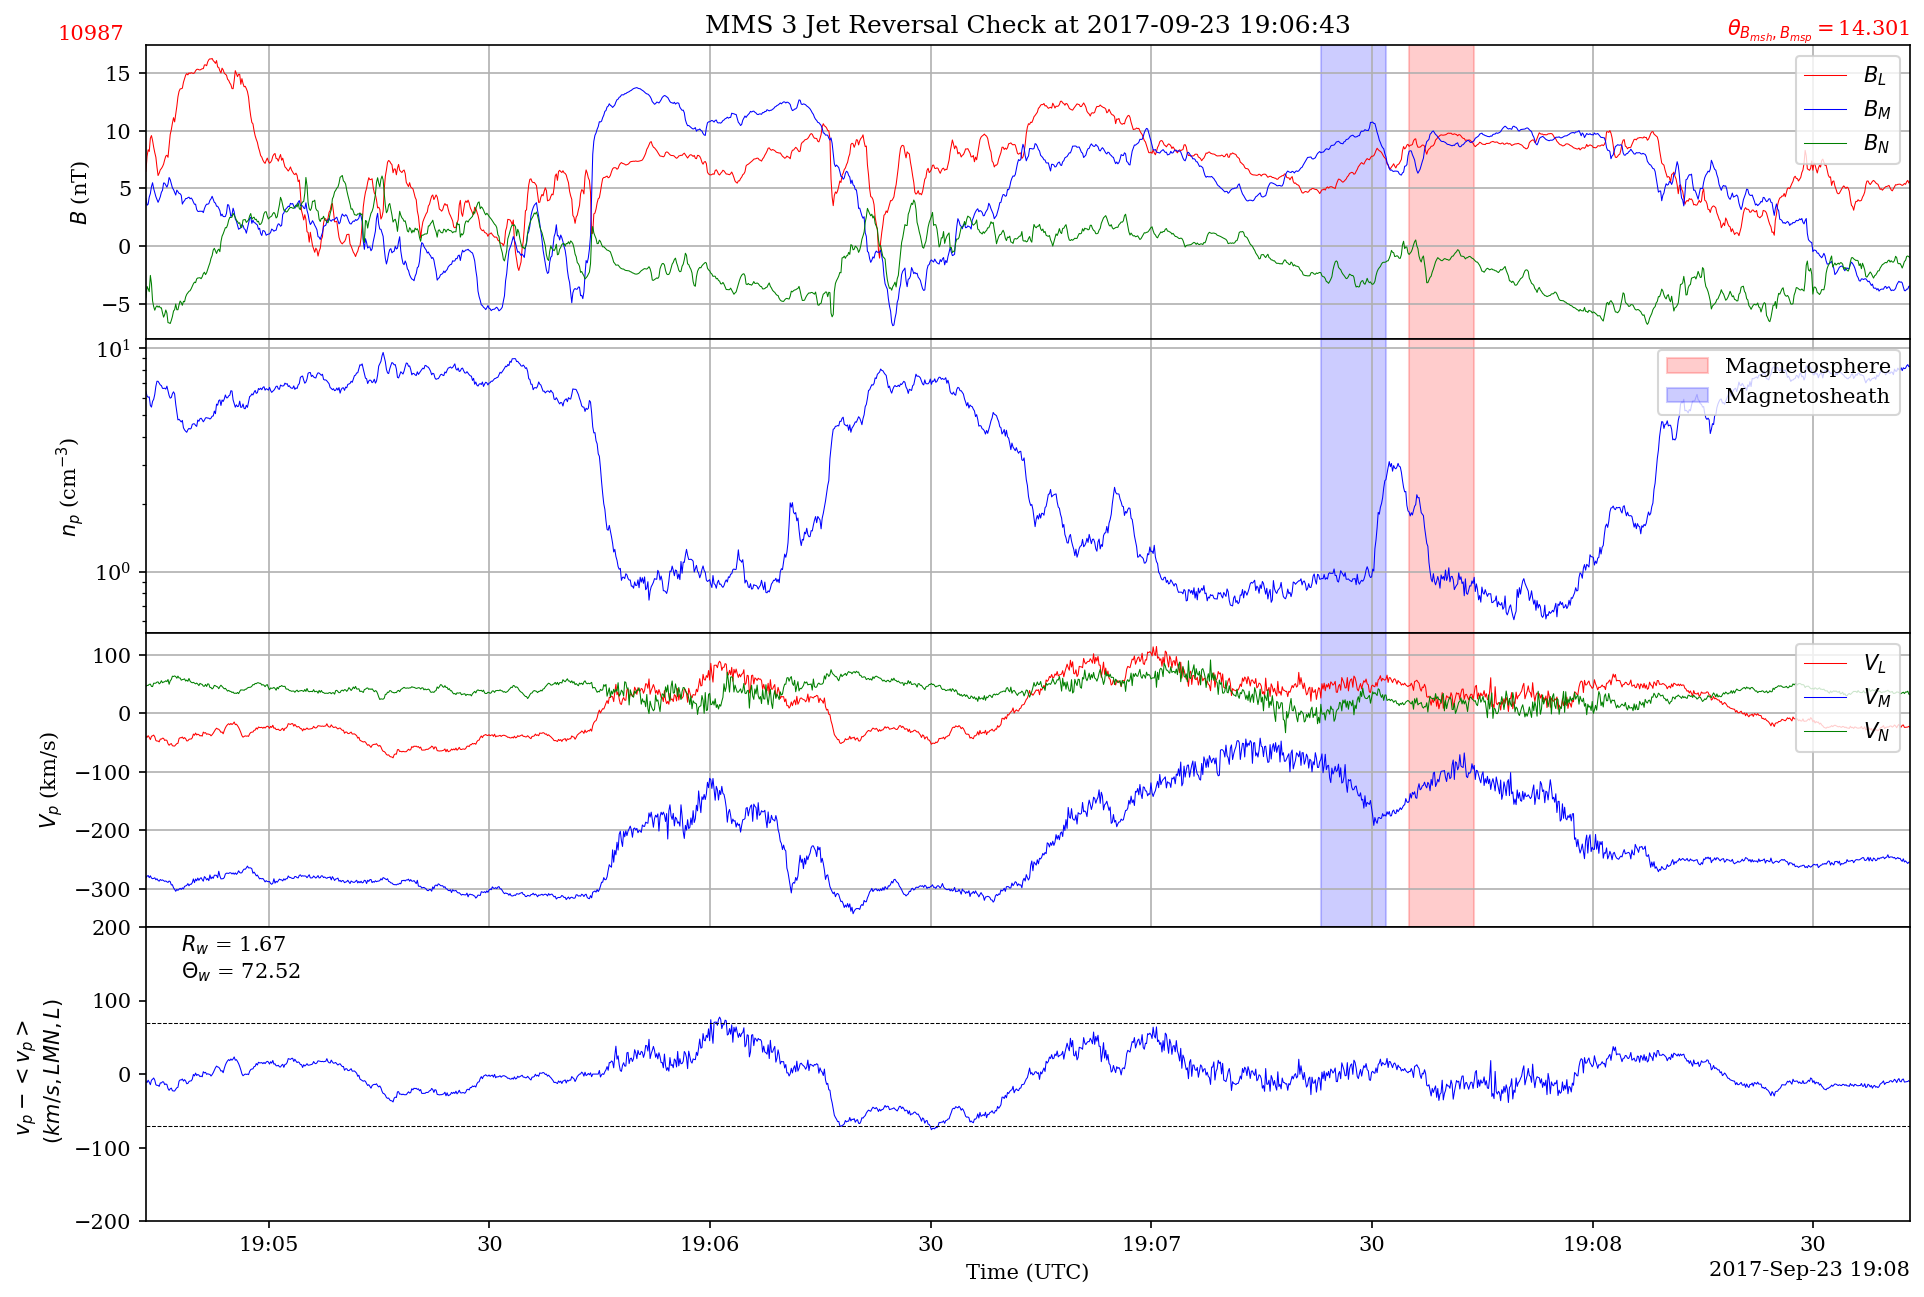 10987
MMS 3 Jet Reversal Check at 2017-09-23 19:06:43
θ_{B_{msh}, B_{msp}} = 14.301
15
10
5
0
−5
B (nT)
B_L
B_M
B_N
10^1
10^0
n_p (cm^{−3})
Magnetosphere
Magnetosheath
100
0
−100
−200
−300
V_p (km/s)
V_L
V_M
V_N
200
100
0
−100
−200
v_p − <v_p>
(km/s, LMN, L)
R_w = 1.67
Θ_w = 72.52
19:05 30 19:06 30 19:07 30 19:08 30
Time (UTC)
2017-Sep-23 19:08